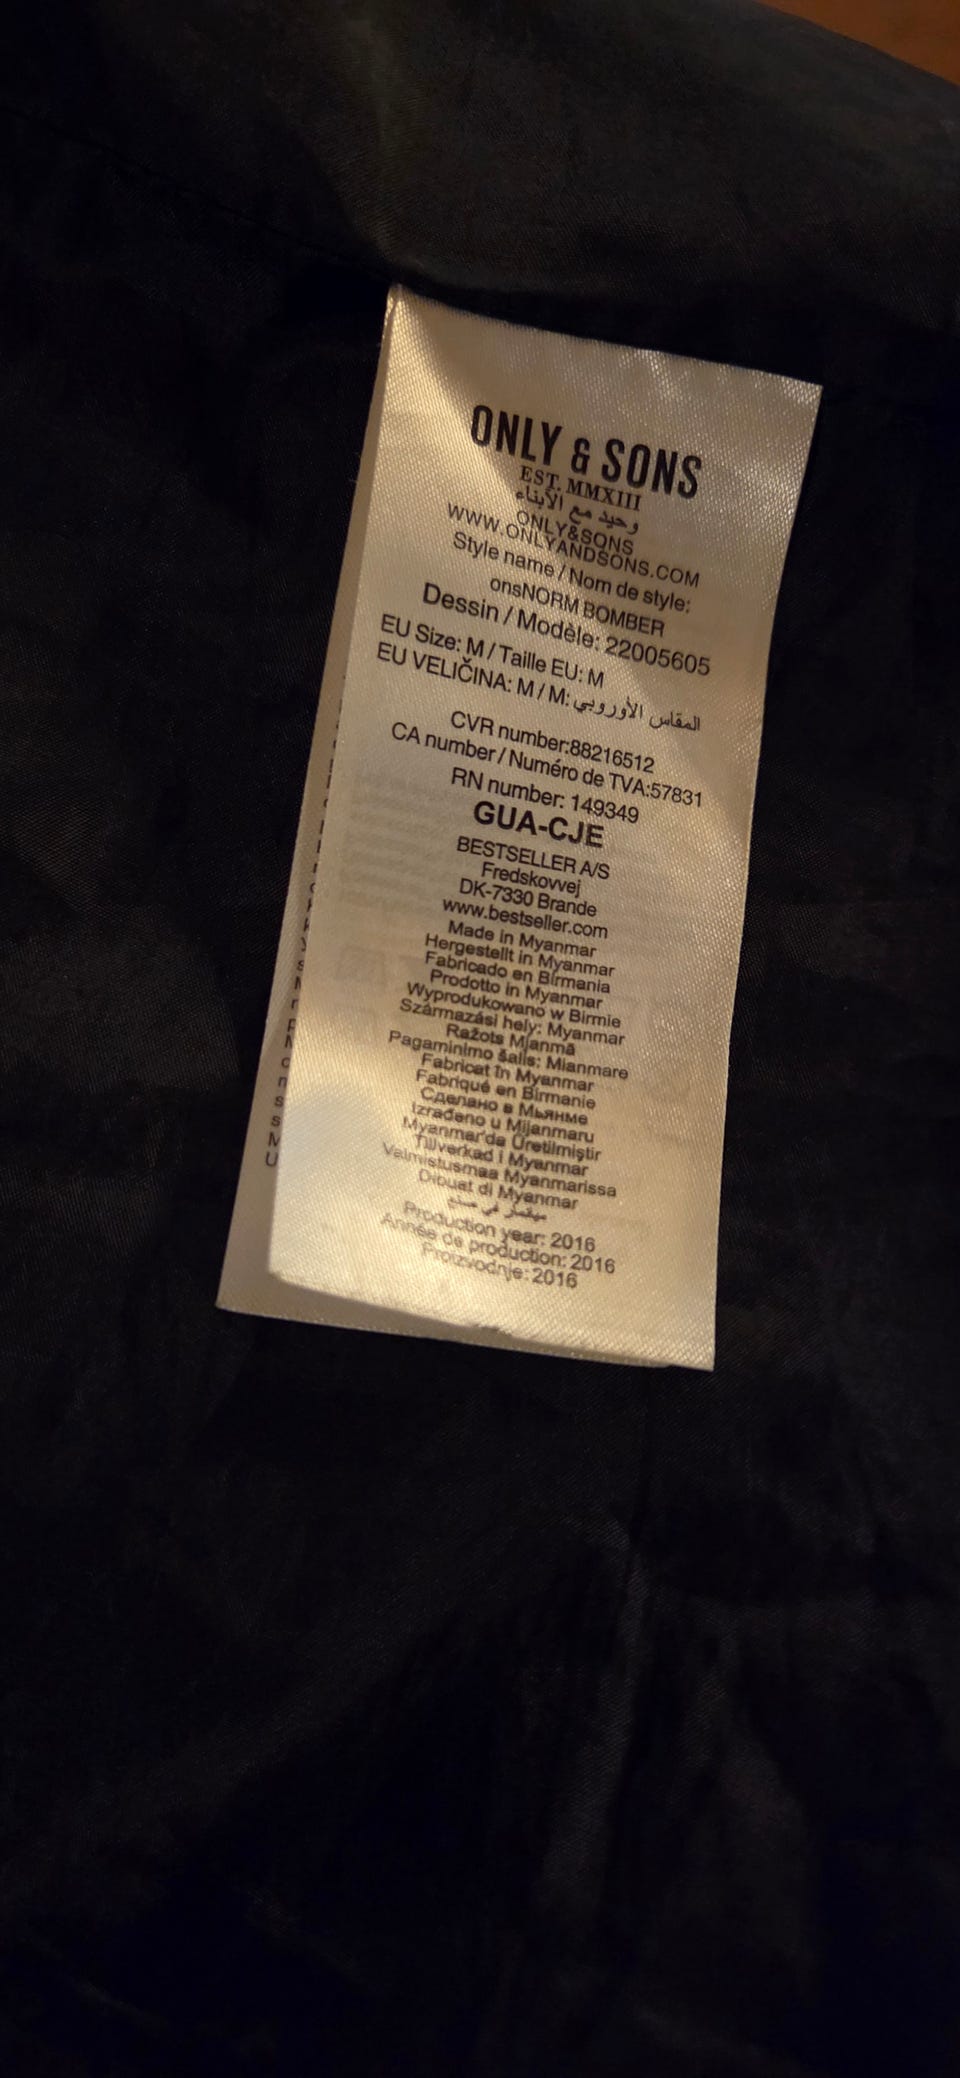 ONLY & SONS
EST. MMXIII
وحيد مع الأبناء
ONLY&SONS
WWW.ONLYANDSONS.COM
Style name / Nom de style:
onsNORM BOMBER
Dessin / Modèle: 22005605
EU Size: M / Taille EU: M
EU VELIČINA: M / M: المقاس الأوروبي
CVR number:88216512
CA number / Numéro de TVA:57831
RN number: 149349
GUA-CJE
BESTSELLER A/S
Fredskovvej
DK-7330 Brande
www.bestseller.com
Made in Myanmar
Hergestellt in Myanmar
Fabricado en Birmania
Prodotto in Myanmar
Wyprodukowano w Birmie
Származási hely: Myanmar
Ražots Mjanmā
Pagaminimo šalis: Mianmare
Fabricat în Myanmar
Fabriqué en Birmanie
Сделано в Мьянме
Izrađeno u Mijanmaru
Myanmar'da Üretilmiştir
Tillverkad i Myanmar
Valmistusmaa Myanmarissa
Dibuat di Myanmar
ميانمار في صنع
Production year: 2016
Année de production: 2016
Proizvodnje: 2016